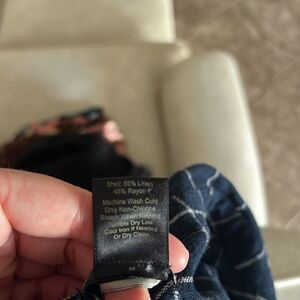 Shell: 55% Linen
45% Rayon
Machine Wash Cold
Only Non-Chlorine
Bleach When Needed
Tumble Dry Low
Cool Iron If Needed
Or Dry Clean